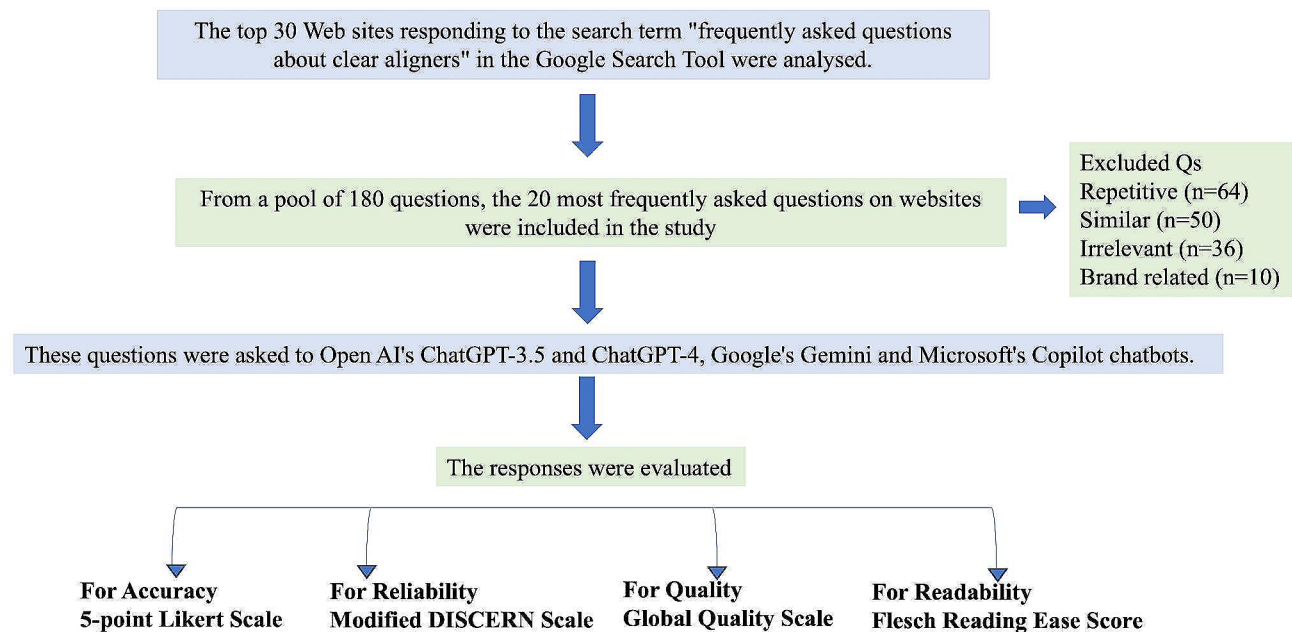 The top 30 Web sites responding to the search term "frequently asked questions
about clear aligners" in the Google Search Tool were analysed.
From a pool of 180 questions, the 20 most frequently asked questions on websites
were included in the study
Excluded Qs
Repetitive (n=64)
Similar (n=50)
Irrelevant (n=36)
Brand related (n=10)
These questions were asked to Open AI's ChatGPT-3.5 and ChatGPT-4, Google's Gemini and Microsoft's Copilot chatbots.
The responses were evaluated
For Accuracy
5-point Likert Scale
For Reliability
Modified DISCERN Scale
For Quality
Global Quality Scale
For Readability
Flesch Reading Ease Score